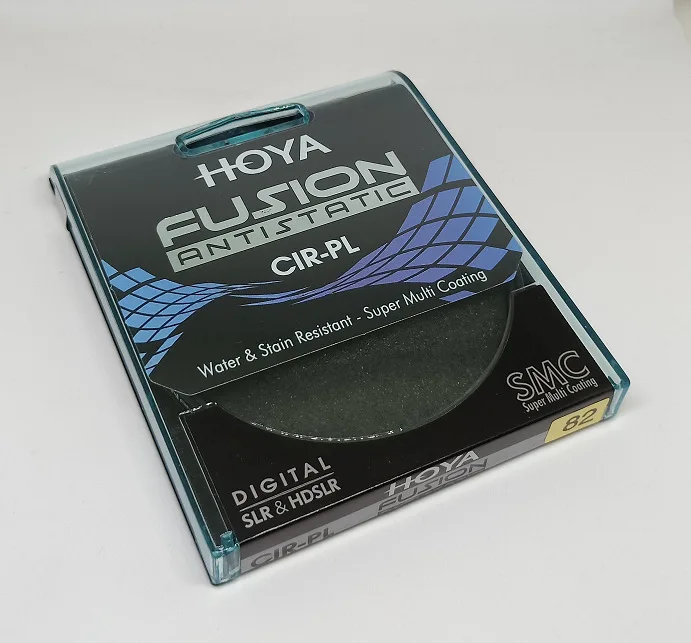 HOYA
FUSION
ANTISTATIC
CIR-PL
Water & Stain Resistant - Super Multi Coating
SMC
Super Multi Coating
DIGITAL
SLR & HDSLR
82
HOYA
FUSION
CIR-PL